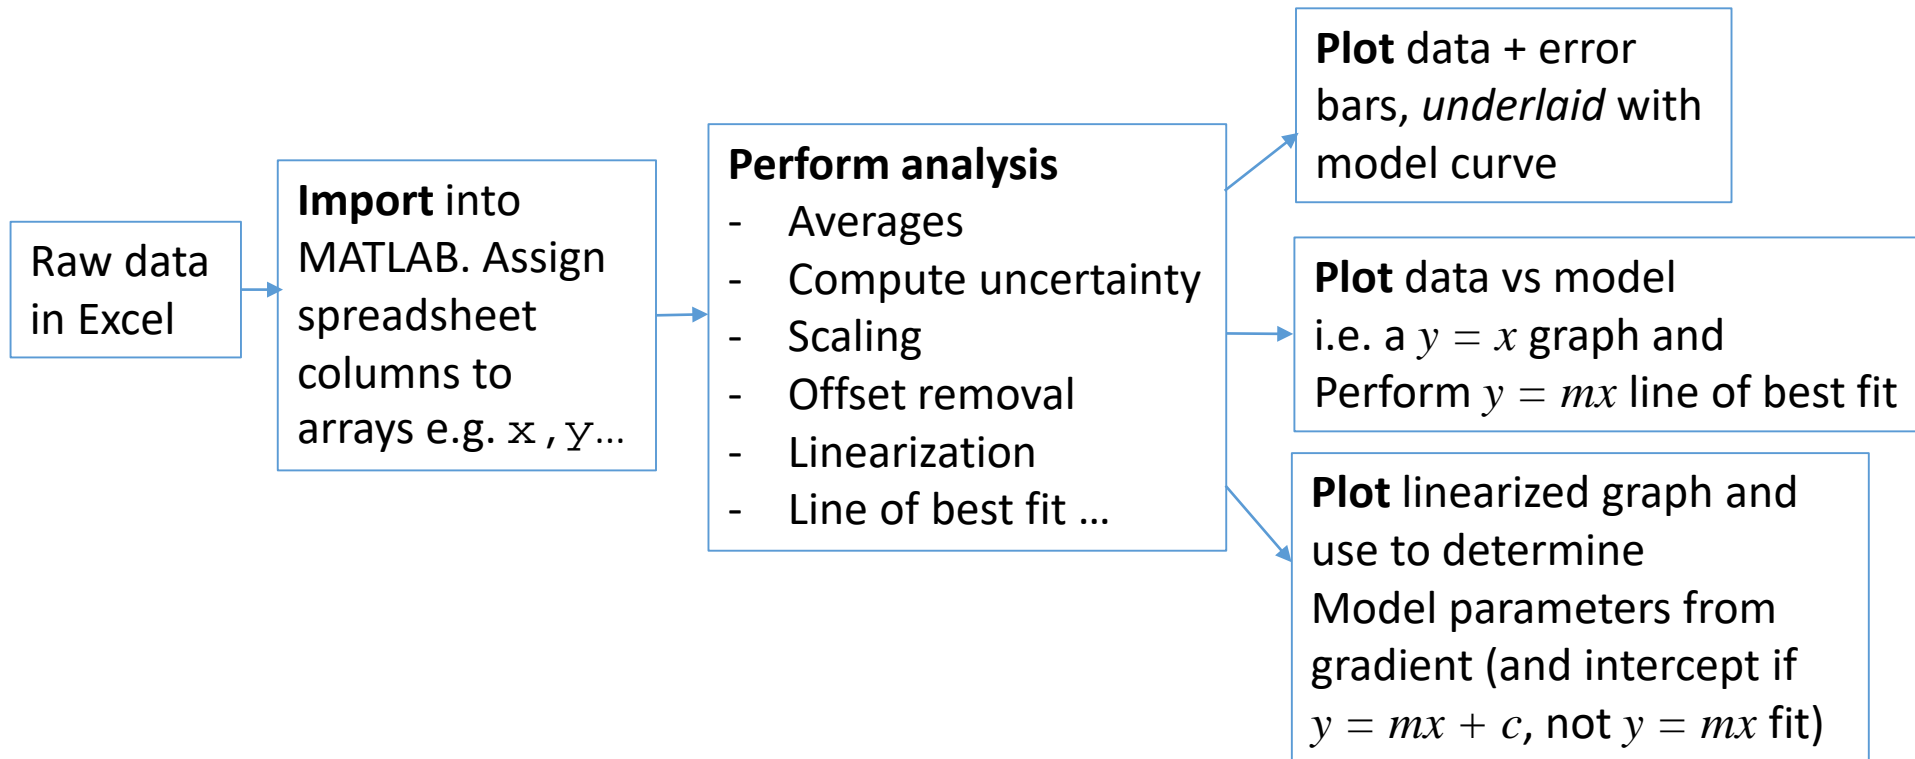 Raw data
in Excel
Import into
MATLAB. Assign
spreadsheet
columns to
arrays e.g. x,y…
Perform analysis
- Averages
- Compute uncertainty
- Scaling
- Offset removal
- Linearization
- Line of best fit …
Plot data + error
bars, underlaid with
model curve
Plot data vs model
i.e. a y = x graph and
Perform y = mx line of best fit
Plot linearized graph and
use to determine
Model parameters from
gradient (and intercept if
y = mx + c, not y = mx fit)